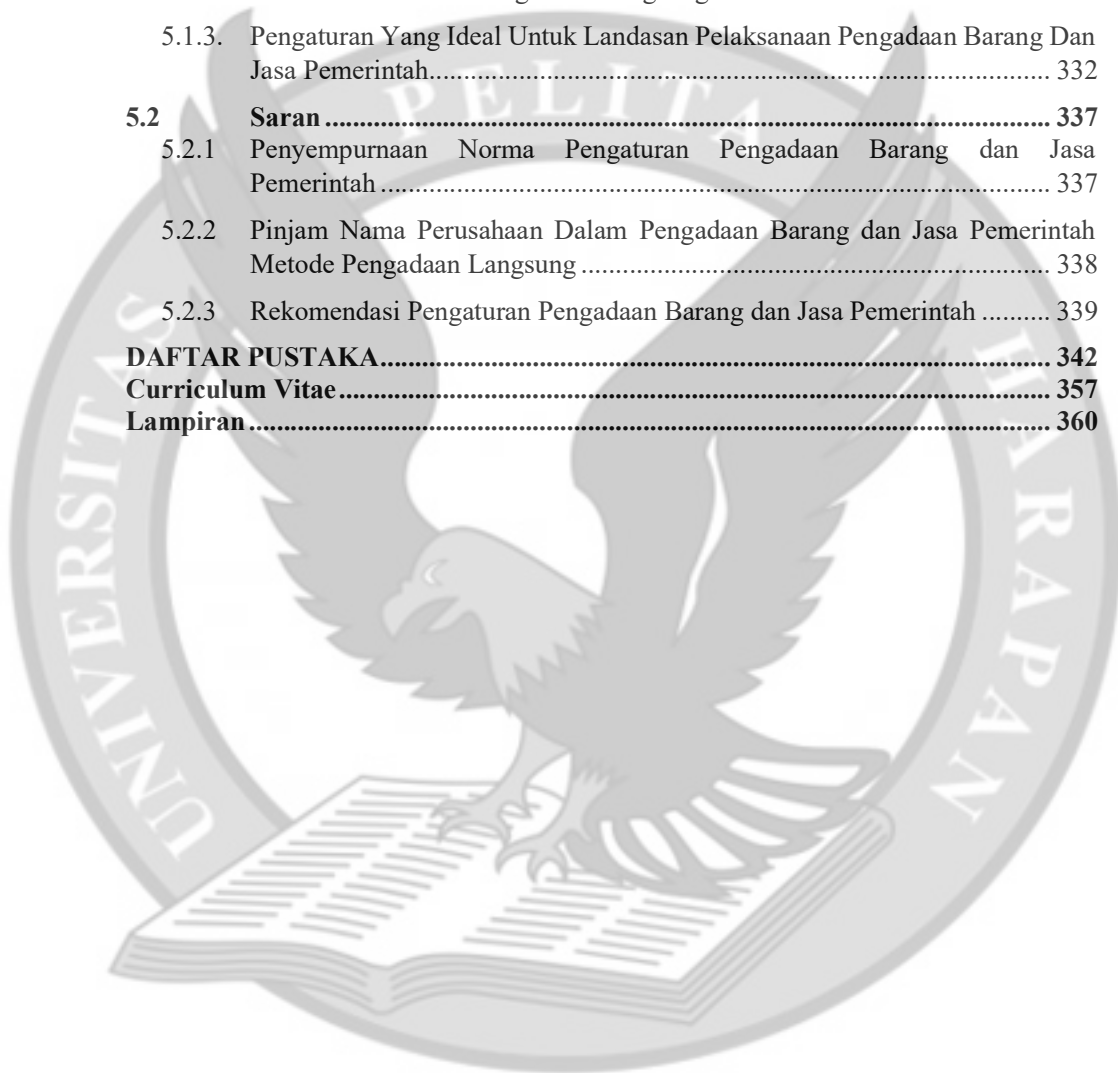 5.1.3. Pengaturan Yang Ideal Untuk Landasan Pelaksanaan Pengadaan Barang Dan
Jasa Pemerintah.......................................................................................... 332
5.2 Saran ......................................................................................................... 337
5.2.1 Penyempurnaan Norma Pengaturan Pengadaan Barang dan Jasa
Pemerintah ................................................................................................. 337
5.2.2 Pinjam Nama Perusahaan Dalam Pengadaan Barang dan Jasa Pemerintah
Metode Pengadaan Langsung .................................................................... 338
5.2.3 Rekomendasi Pengaturan Pengadaan Barang dan Jasa Pemerintah .......... 339
DAFTAR PUSTAKA................................................................................................. 342
Curriculum Vitae ...................................................................................................... 357
Lampiran ................................................................................................................... 360
UNIVERSITAS PELITA HARAPAN